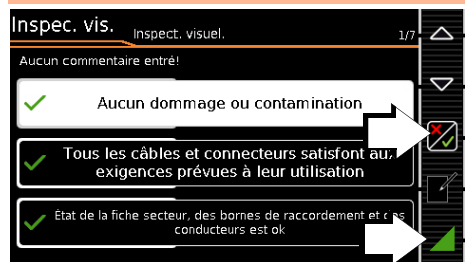 Inspec. vis.
Inspect. visuel.
1/7
Aucun commentaire entré!
Aucun dommage ou contamination
Tous les câbles et connecteurs satisfont aux
exigences prévues à leur utilisation
État de la fiche secteur, des bornes de raccordement et des
conducteurs est ok